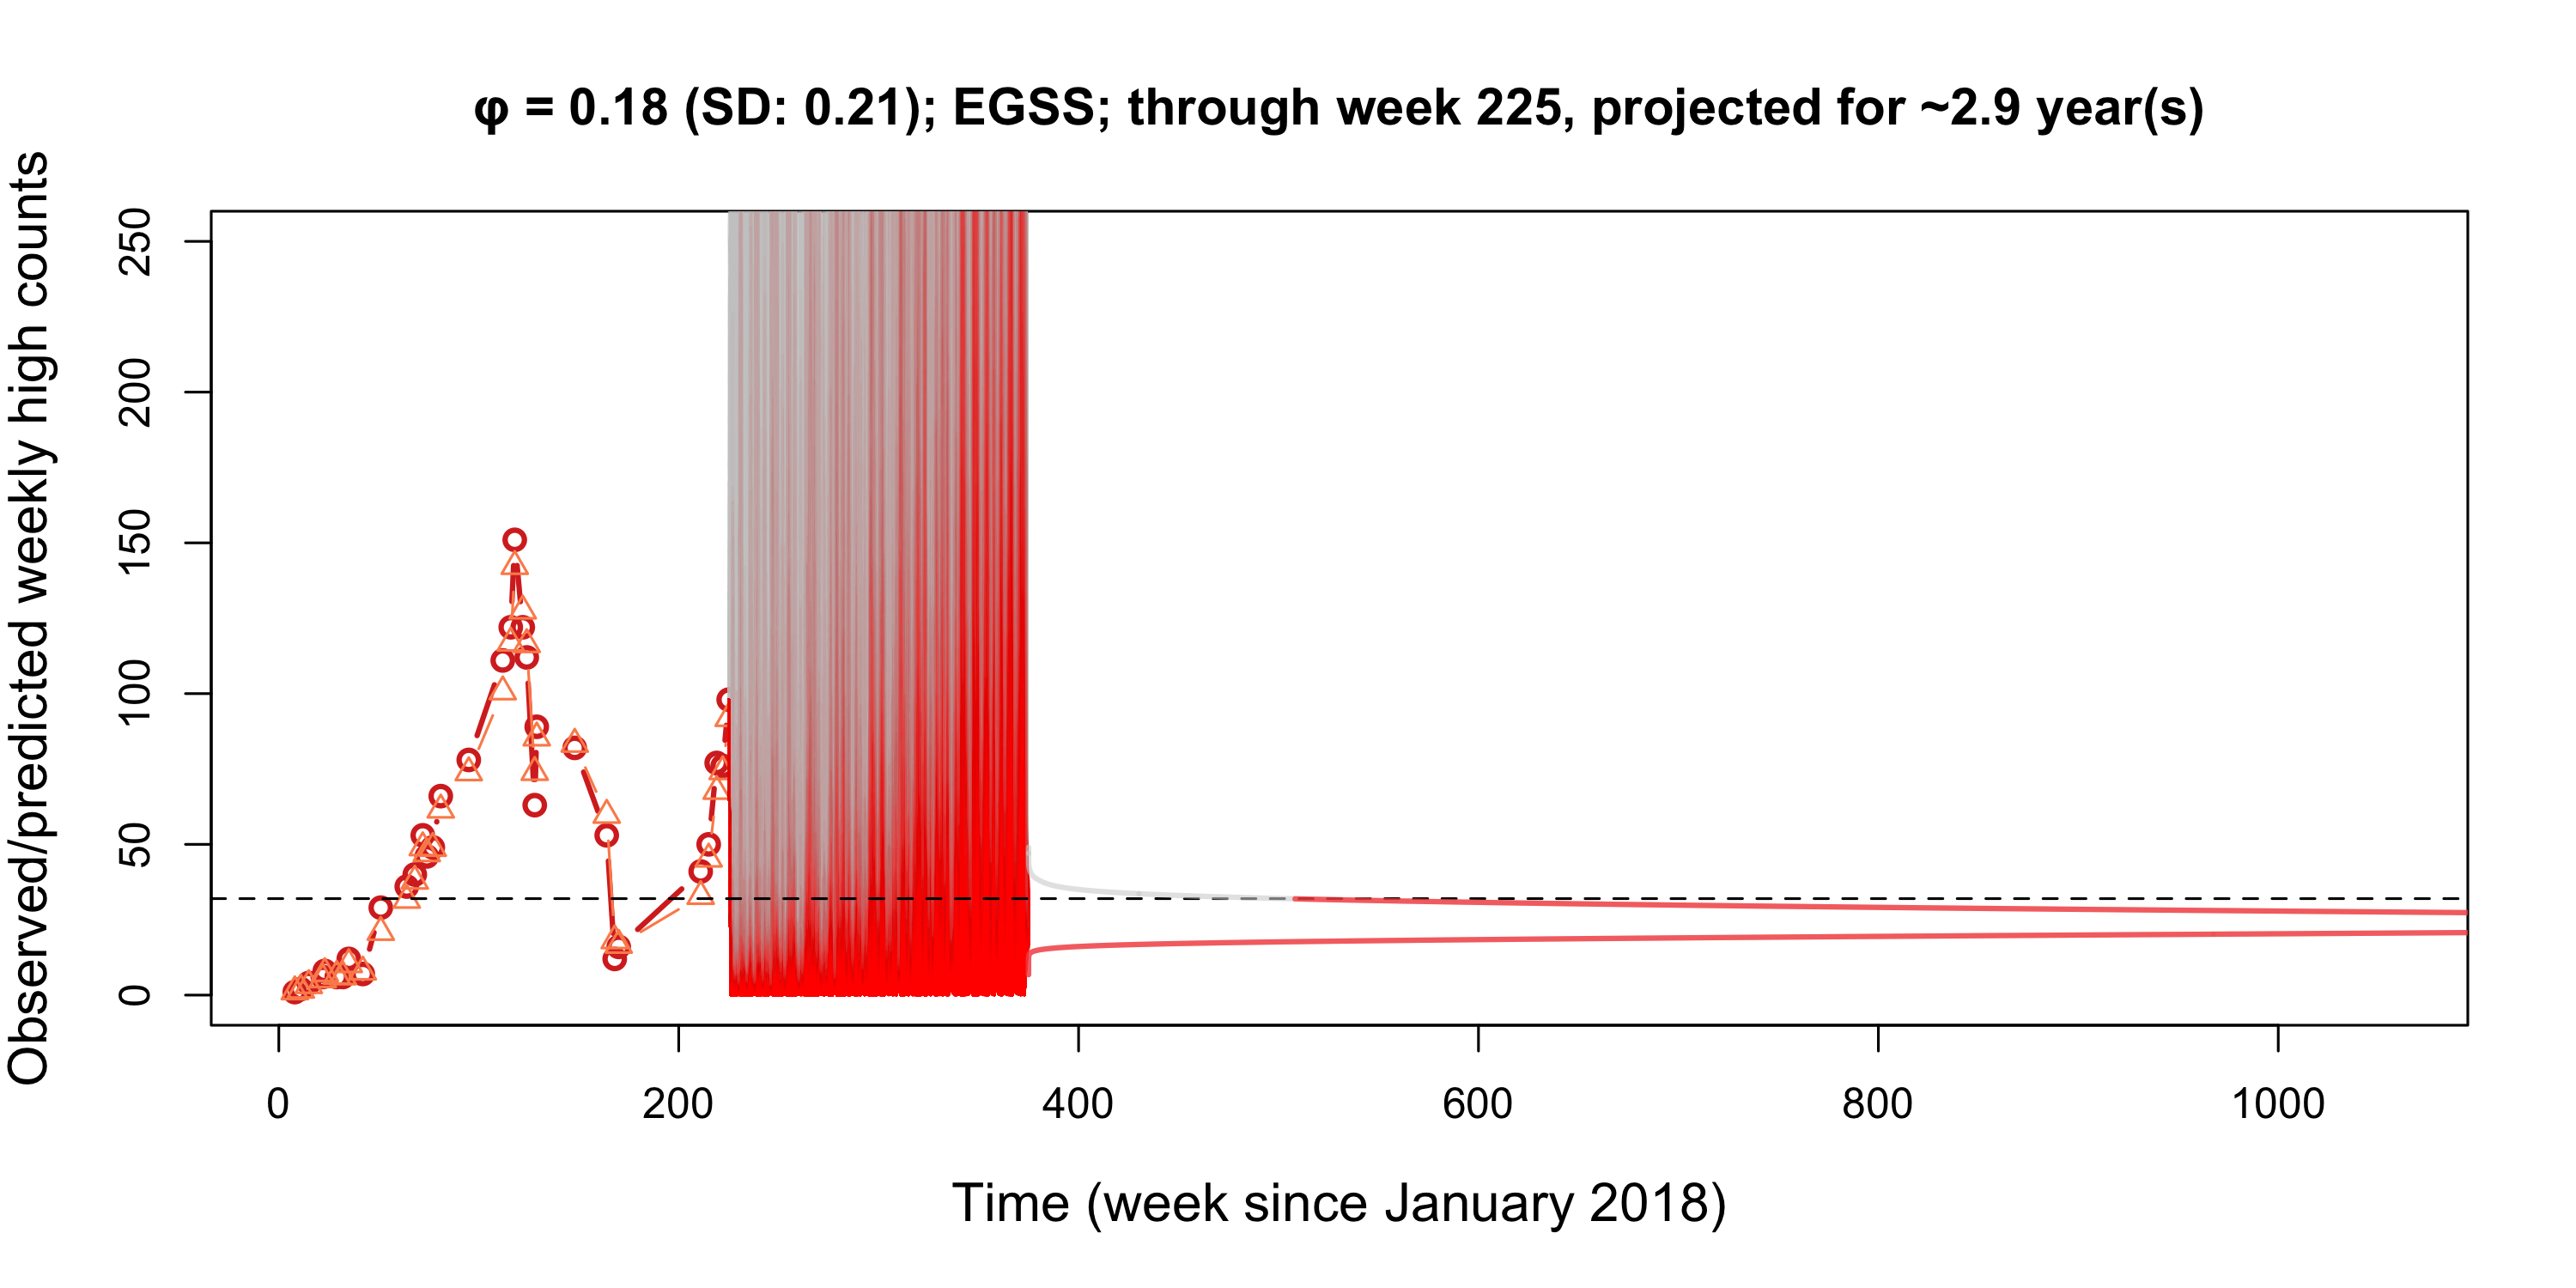 φ = 0.18 (SD: 0.21); EGSS; through week 225, projected for ~2.9 year(s)
Observed/predicted weekly high counts
250
200
150
100
50
0
0 200 400 600 800 1000
Time (week since January 2018)